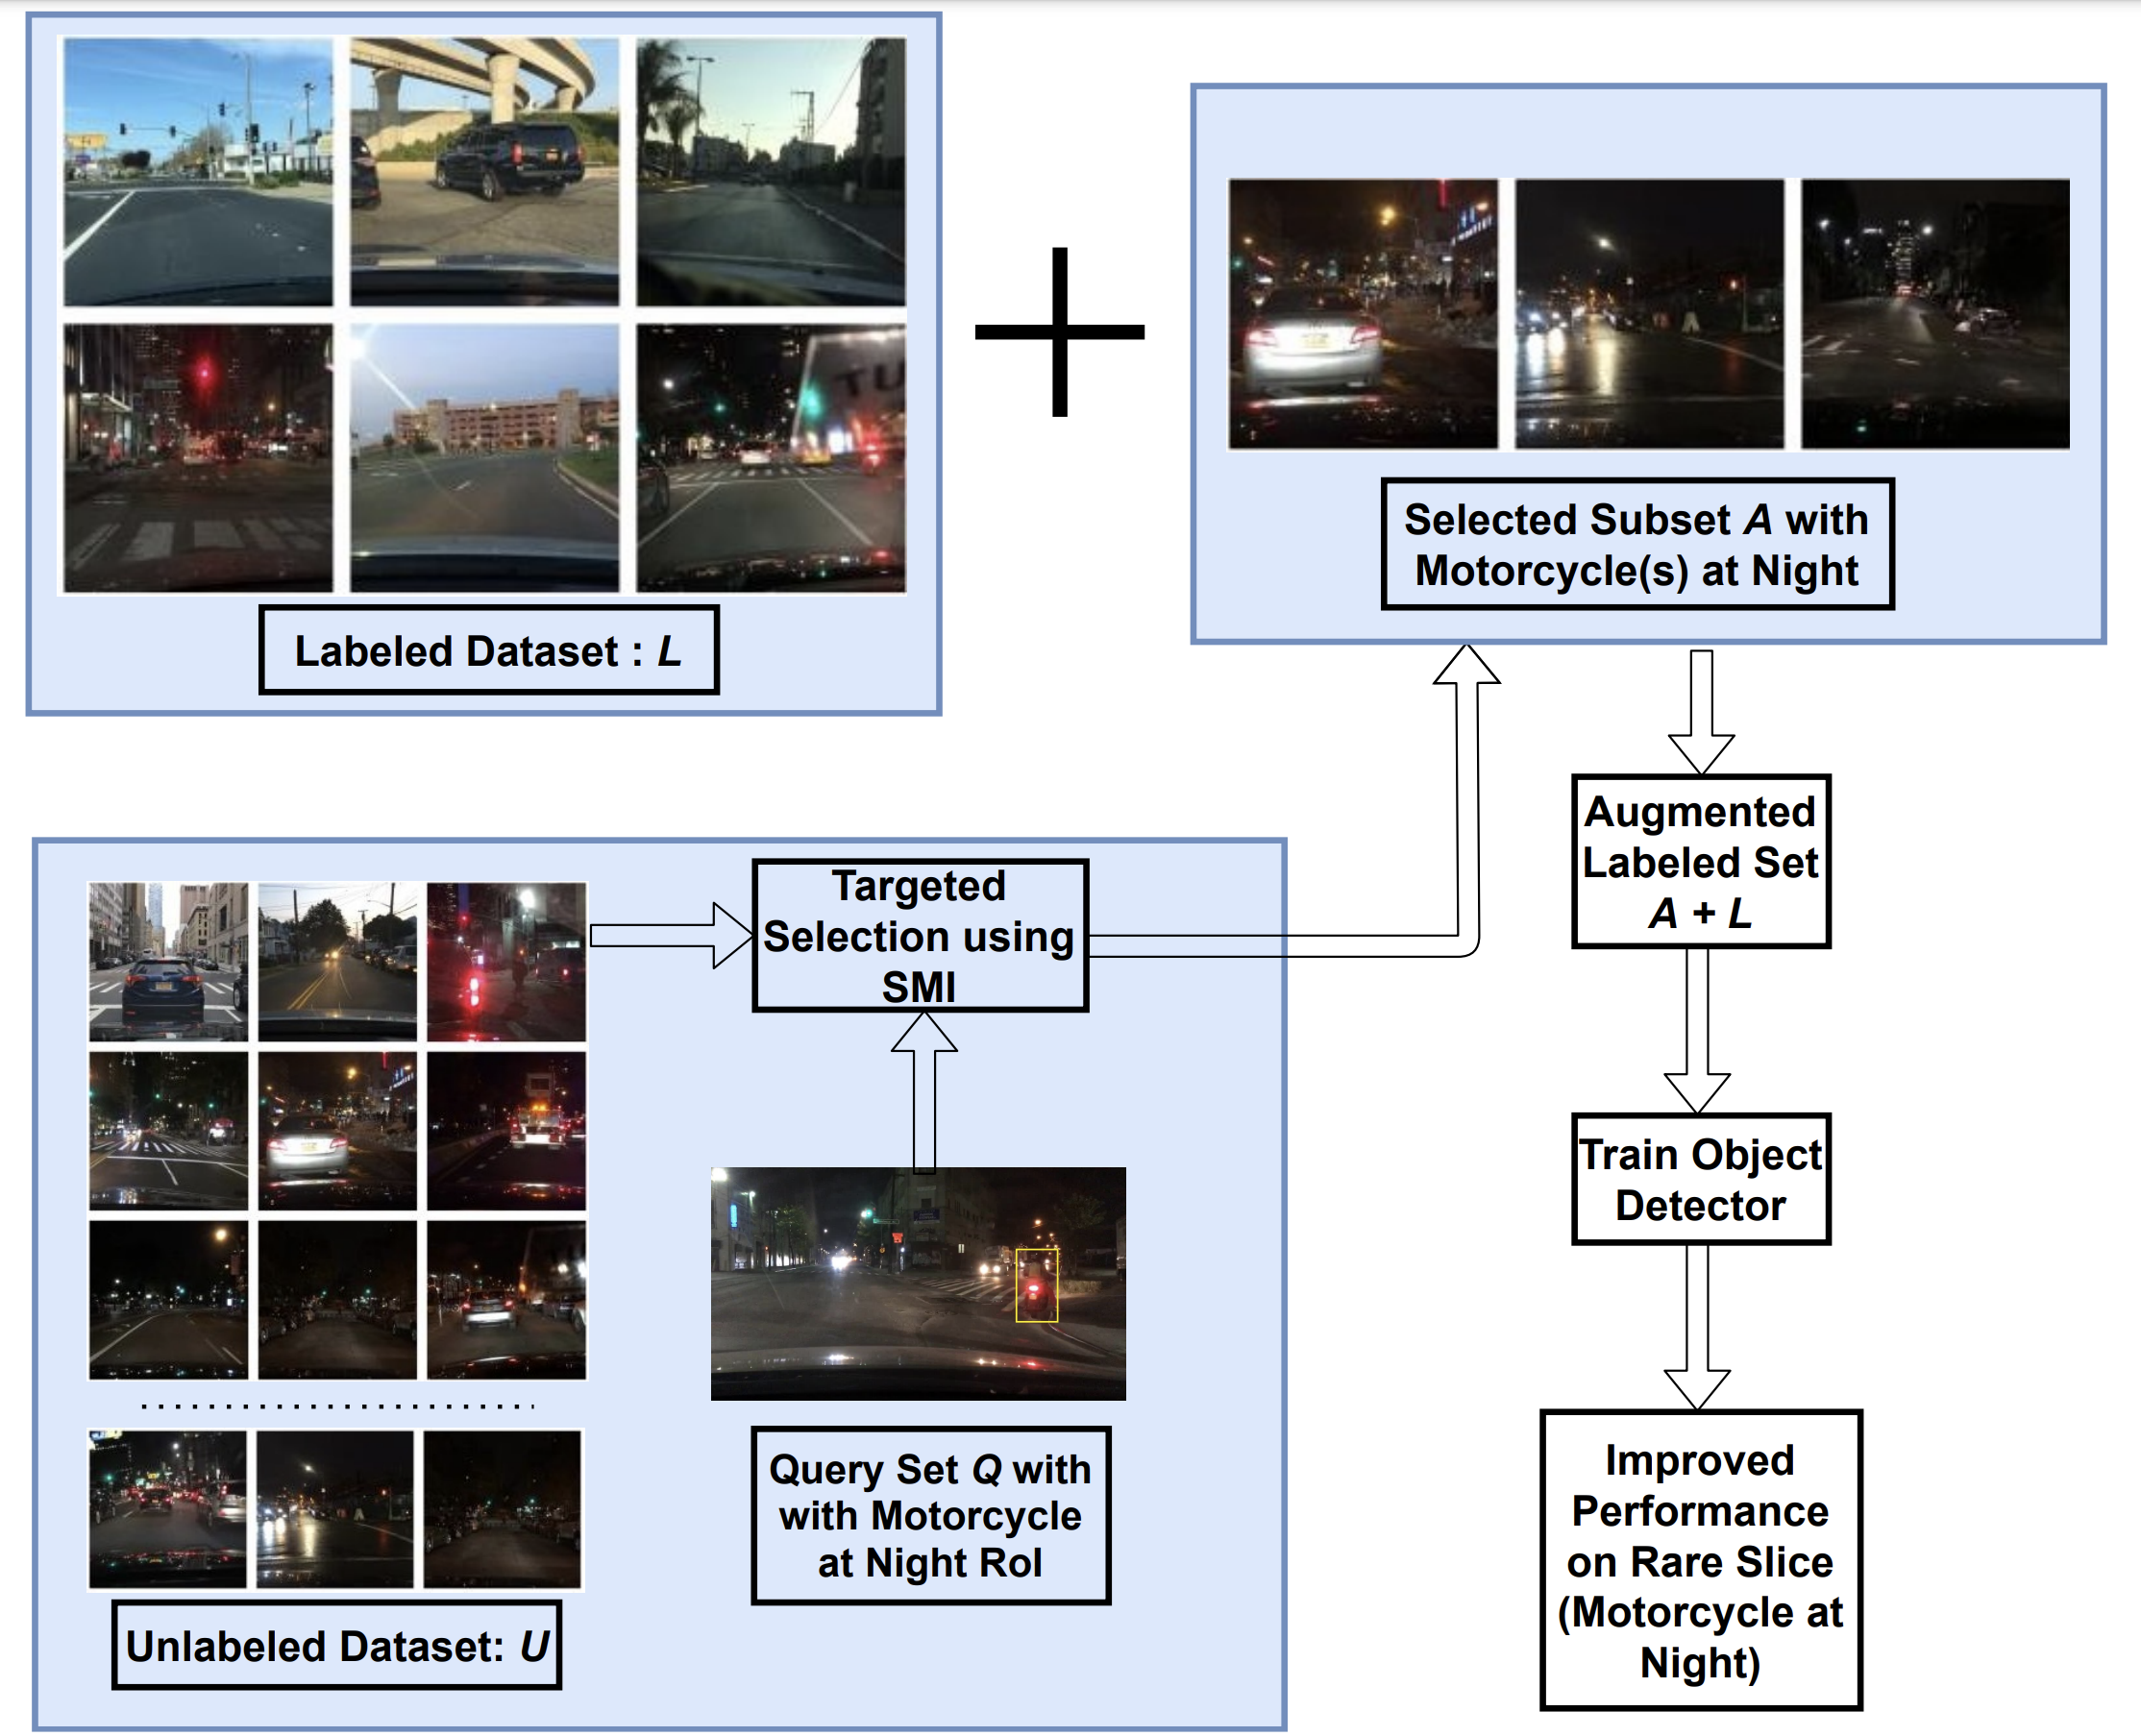 Labeled Dataset : L
Selected Subset A with
Motorcycle(s) at Night
Augmented
Labeled Set
A + L
Targeted
Selection using
SMI
Train Object
Detector
Query Set Q with
with Motorcycle
at Night RoI
Improved
Performance
on Rare Slice
(Motorcycle at
Night)
Unlabeled Dataset: U